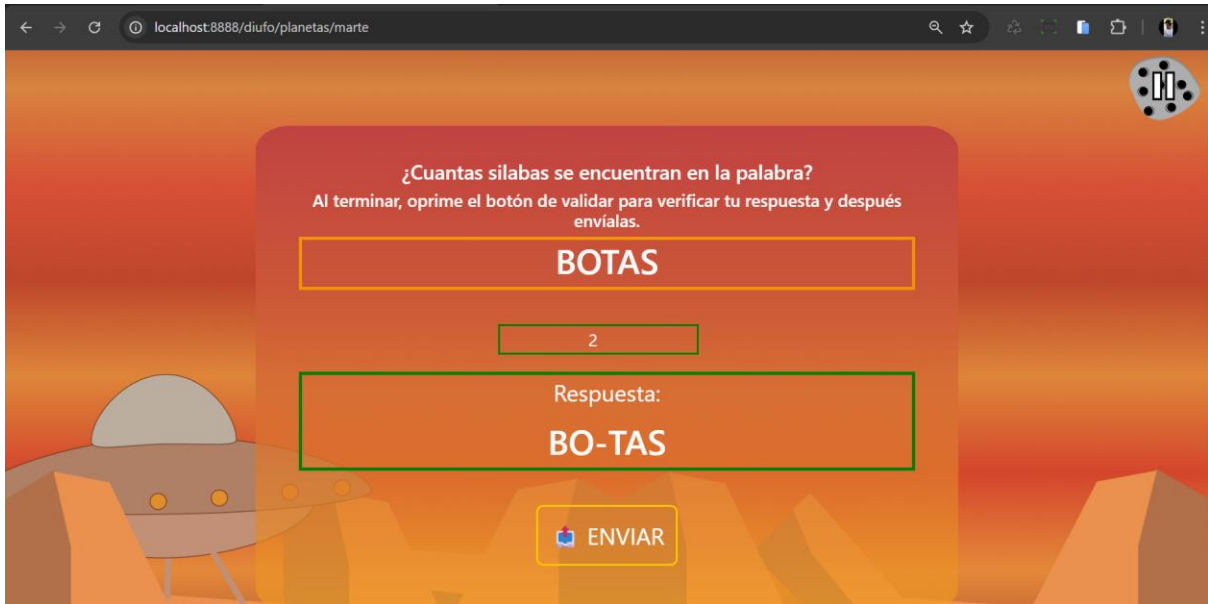 localhost:8888/diufo/planetas/marte
¿Cuantas silabas se encuentran en la palabra?
Al terminar, oprime el botón de validar para verificar tu respuesta y después
envíalas.
BOTAS
2
Respuesta:
BO-TAS
ENVIAR